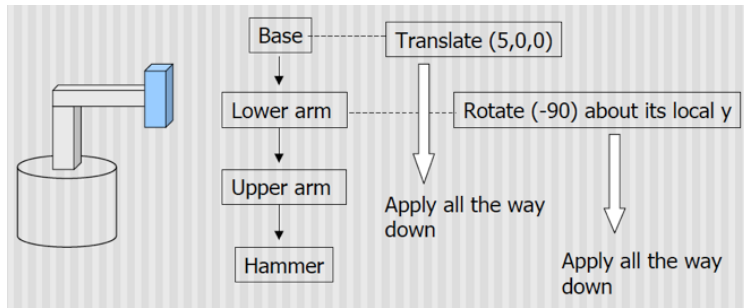 Base
Translate (5,0,0)
Lower arm
Rotate (-90) about its local y
Upper arm
Apply all the way
down
Hammer
Apply all the way
down